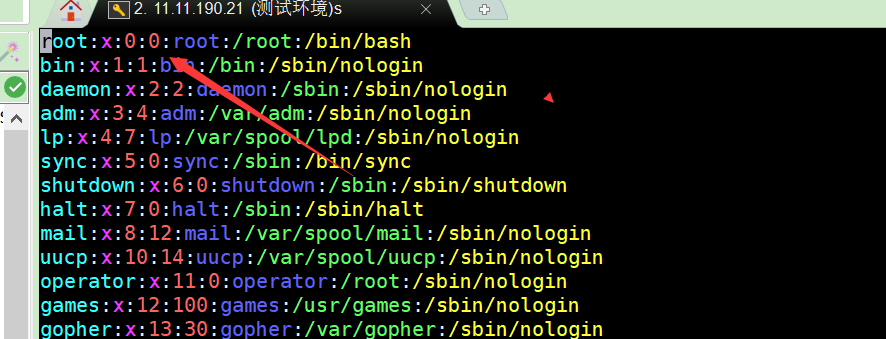 2. 11.11.190.21 (测试环境)s
root:x:0:0:root:/root:/bin/bash
bin:x:1:1:bin:/bin:/sbin/nologin
daemon:x:2:2:daemon:/sbin:/sbin/nologin
adm:x:3:4:adm:/var/adm:/sbin/nologin
lp:x:4:7:lp:/var/spool/lpd:/sbin/nologin
sync:x:5:0:sync:/sbin:/bin/sync
shutdown:x:6:0:shutdown:/sbin:/sbin/shutdown
halt:x:7:0:halt:/sbin:/sbin/halt
mail:x:8:12:mail:/var/spool/mail:/sbin/nologin
uucp:x:10:14:uucp:/var/spool/uucp:/sbin/nologin
operator:x:11:0:operator:/root:/sbin/nologin
games:x:12:100:games:/usr/games:/sbin/nologin
gopher:x:13:30:gopher:/var/gopher:/sbin/nologin